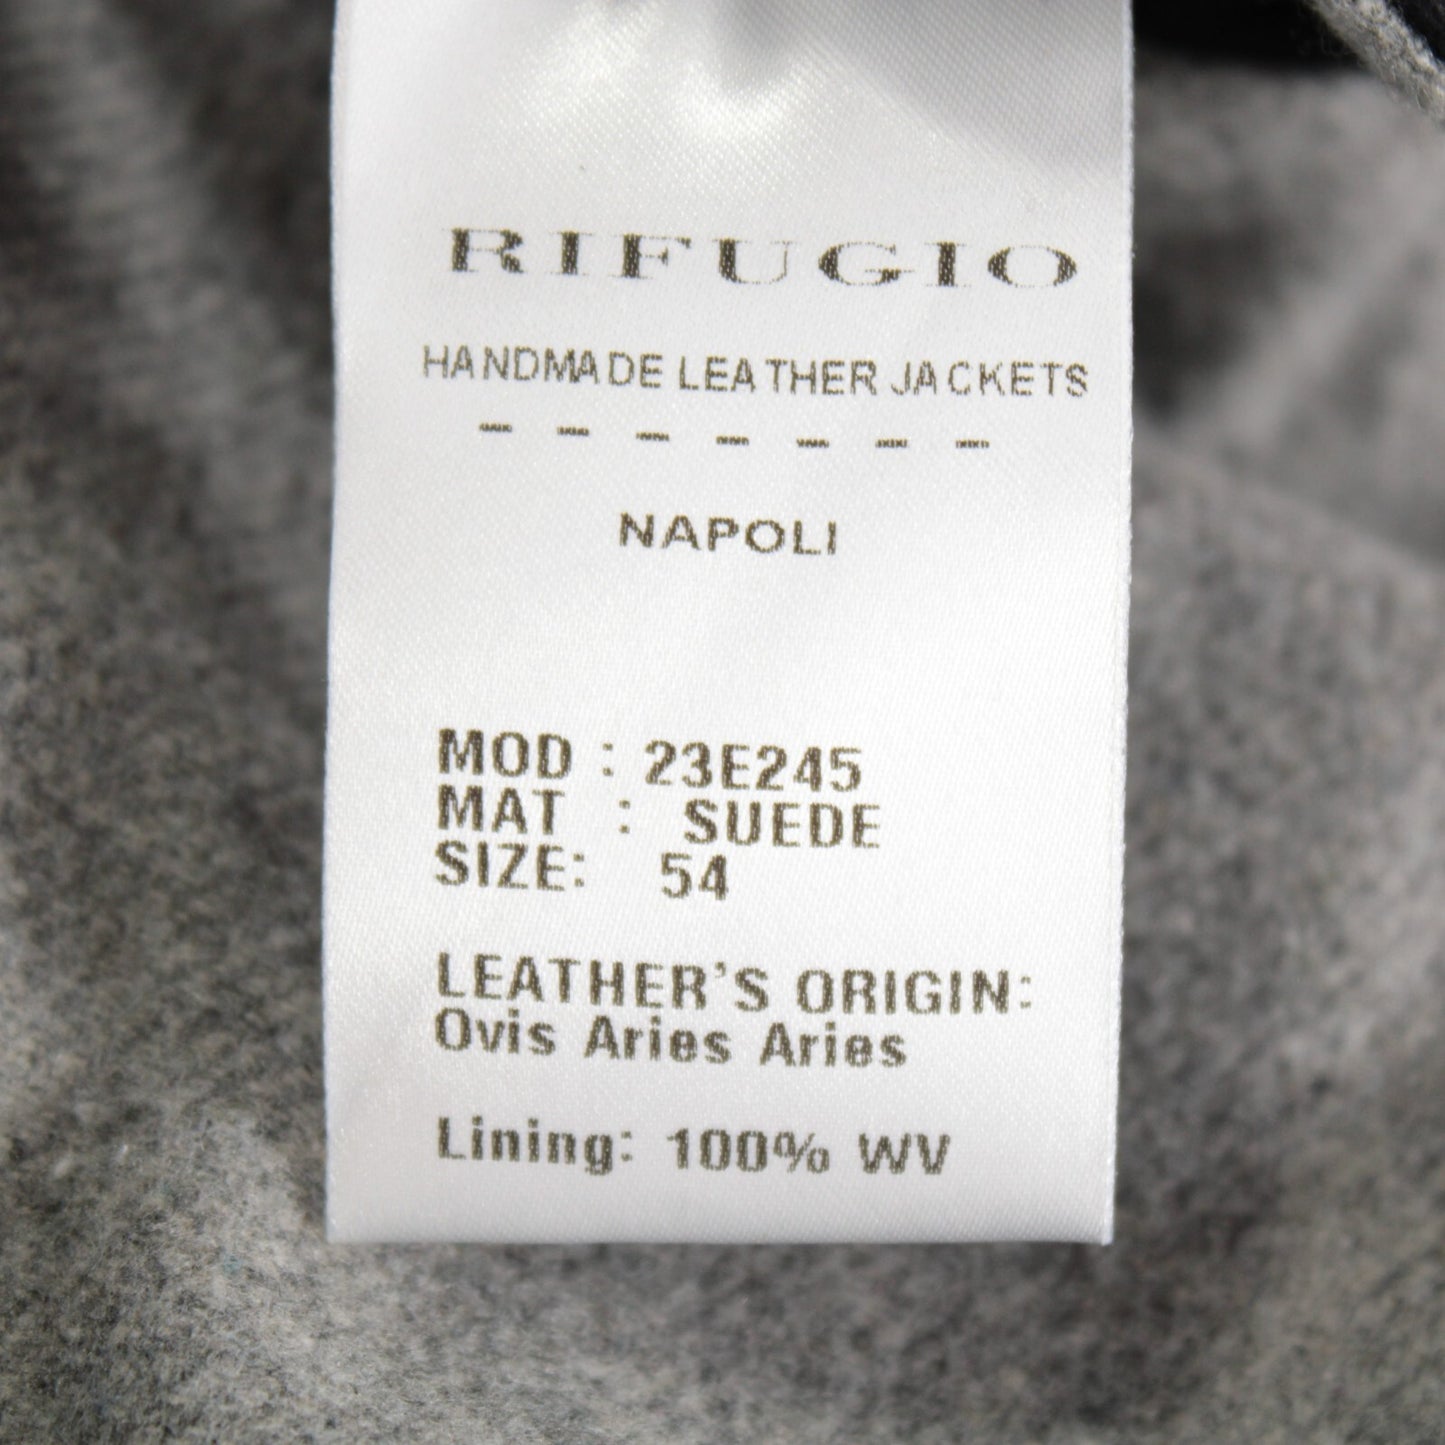 RIFUGIO
HANDMADE LEATHER JACKETS
- - - - - - -
NAPOLI
MOD : 23E245
MAT : SUEDE
SIZE: 54
LEATHER'S ORIGIN:
Ovis Aries Aries
Lining: 100% WV